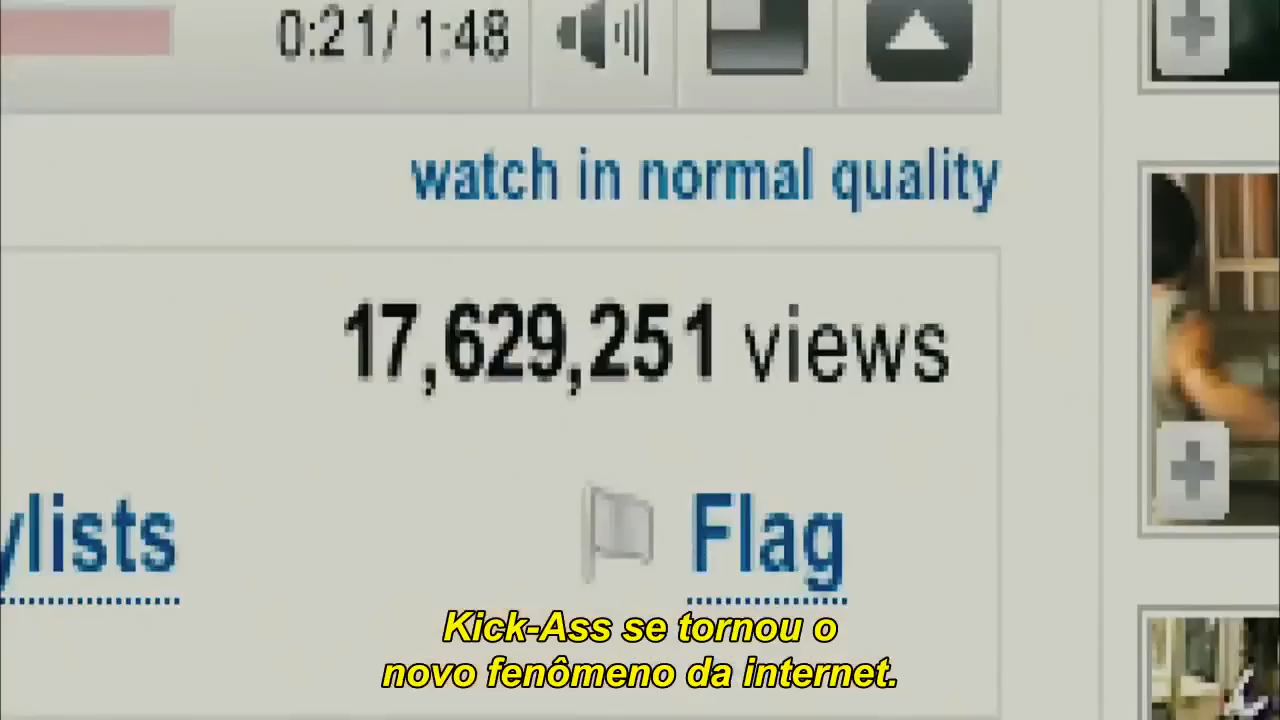 0:21/ 1:48
watch in normal quality
17,629,251 views
ylists Flag
Kick-Ass se tornou o
novo fenômeno da internet.